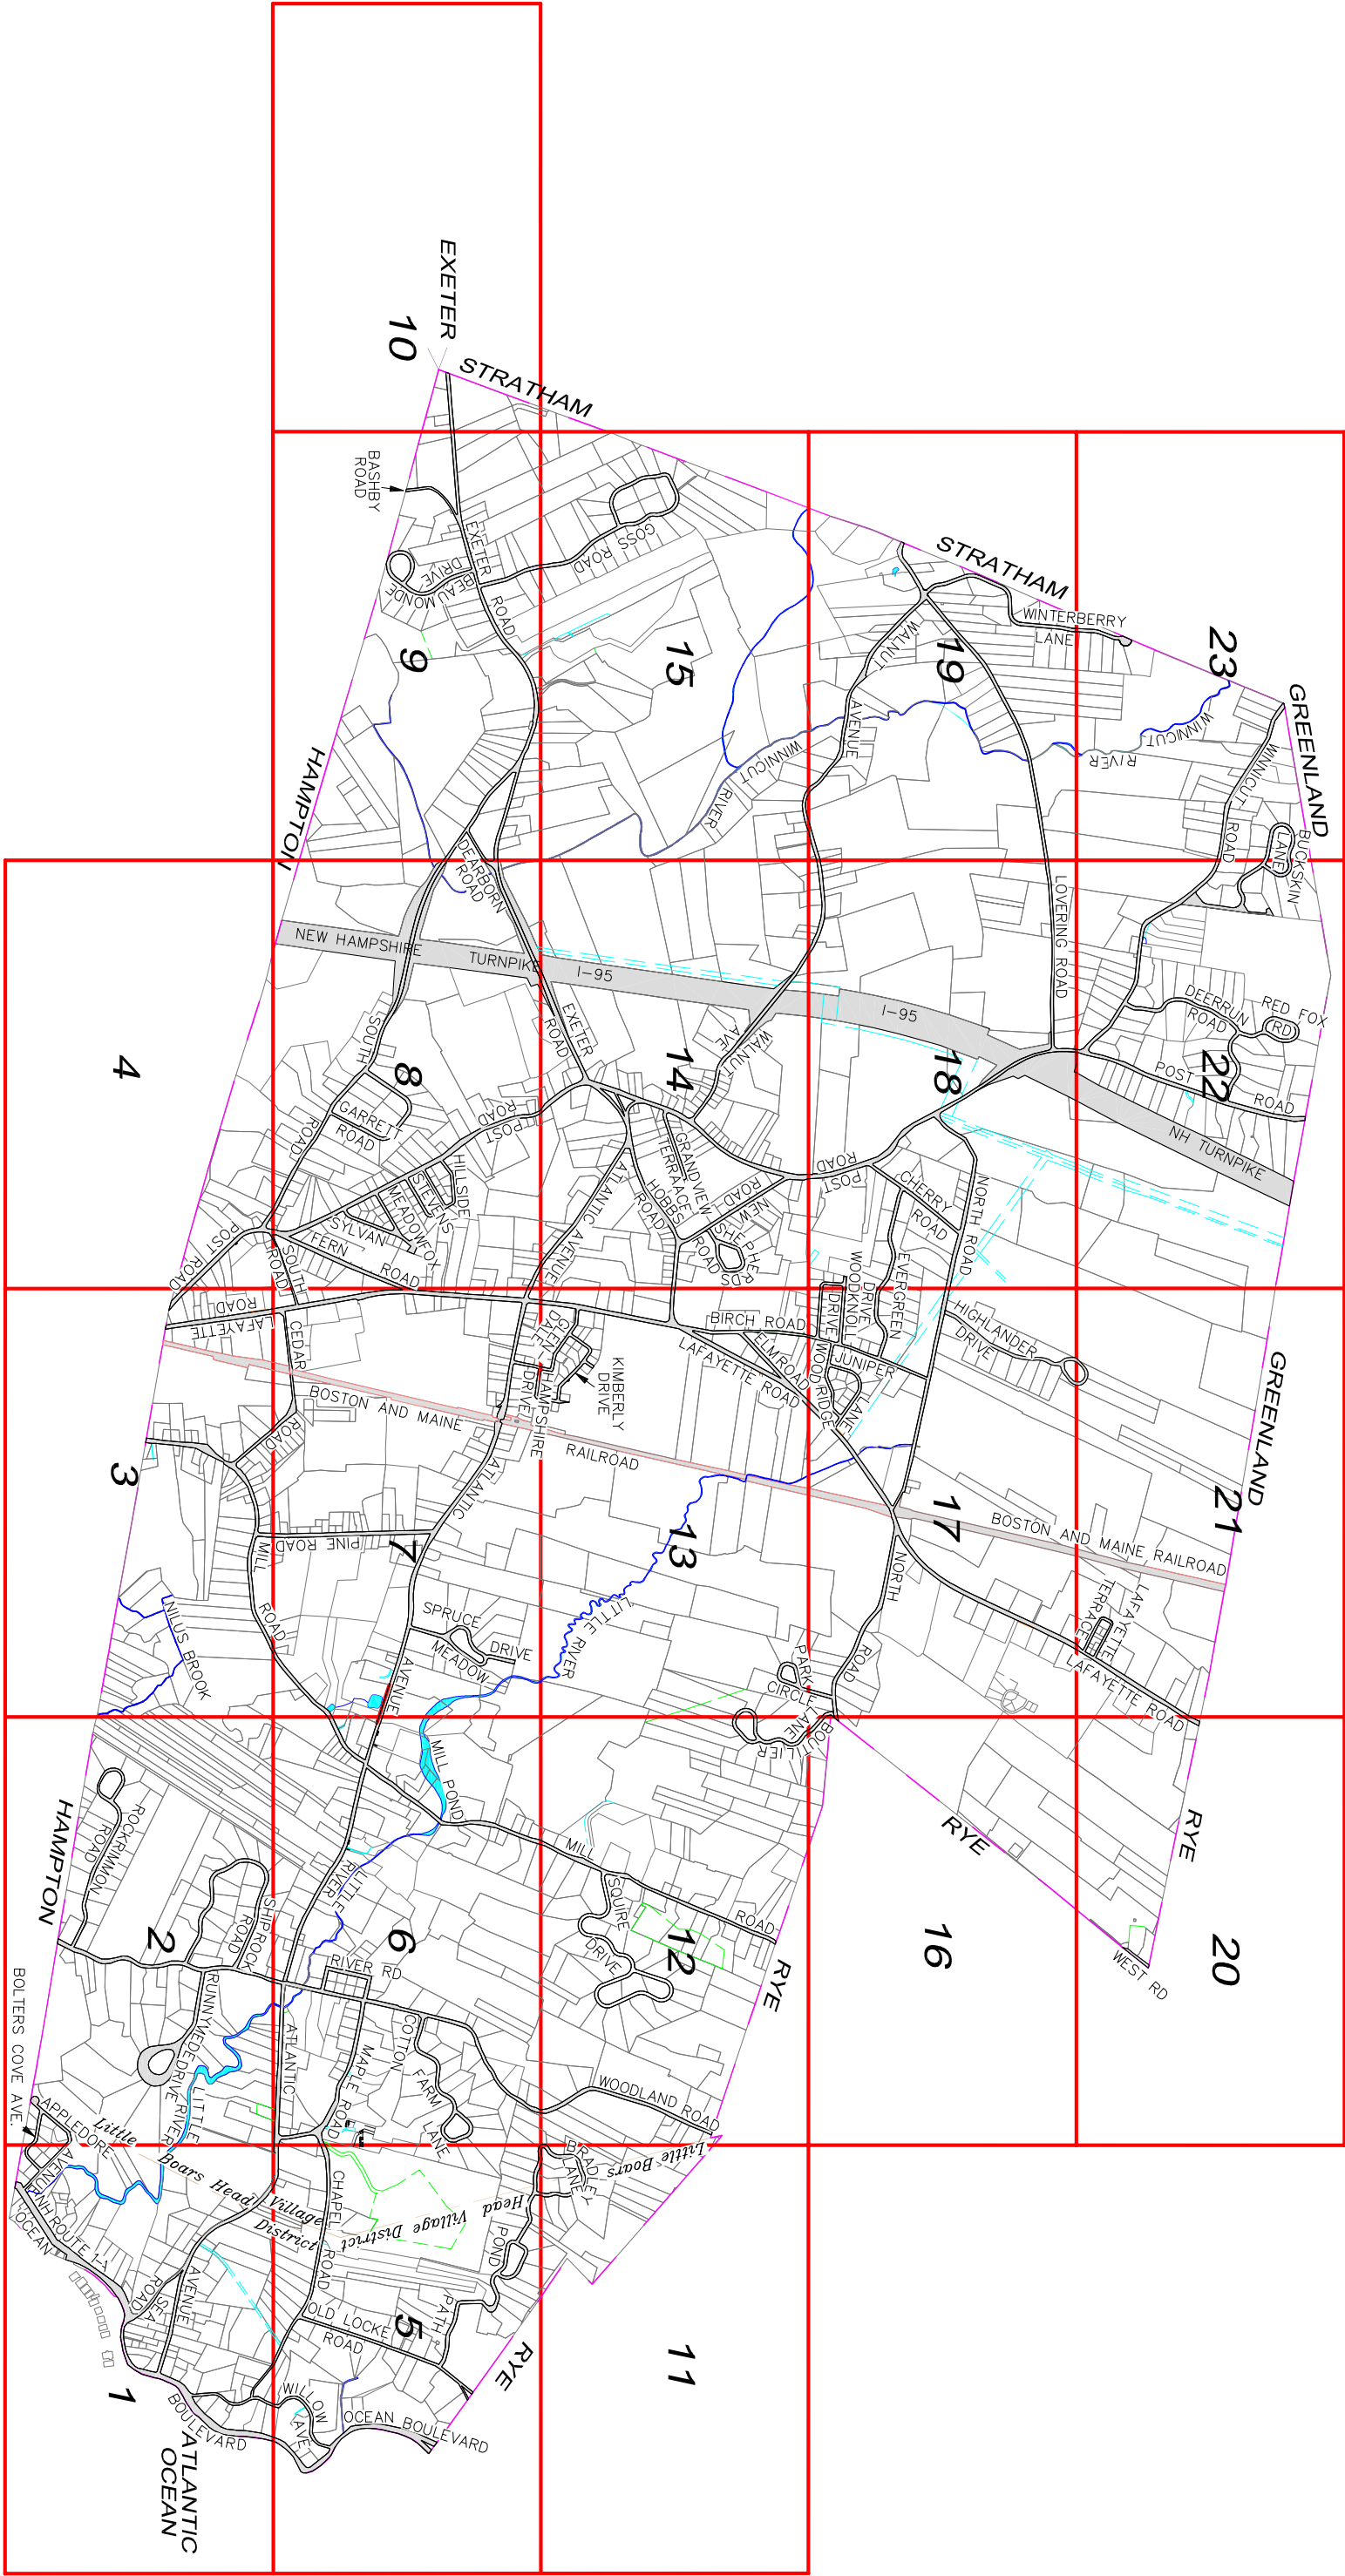 EXETER
10
STRATHAM
BASHBY
ROAD
EXETER
ROAD
GOSS ROAD
BEAU MONDE
DRIVE
9
15
HAMPTON
STRATHAM
WALNUT
AVENUE
19
WINTERBERRY
LANE
23
GREENLAND
WINNICUT
RIVER
WINNICUT
ROAD
BUCKSKIN
LANE
WINNICUT
RIVER
DEARBORN
ROAD
NEW HAMPSHIRE
TURNPIKE
I-95
I-95
LOVERING ROAD
DEERRUN
ROAD
RED FOX
RD
4
8
14
18
22
SOUTH
ROAD
EXETER
ROAD
WALNUT
AVE
POST
ROAD
NH TURNPIKE
GARRETT
ROAD
POST
ROAD
HILLSIDE
STEVENS
MEADOWFOX
SYLVAN
FERN
ROAD
GRANDVIEW
TERRAACE
HOBBS
ROAD
NEW
ROAD
SHEPHERDS ROAD
ATLANTIC AVENUE
POST
ROAD
CHERRY
ROAD
NORTH ROAD
EVERGREEN
DRIVE
WOODKNOLL
DRIVE
POST ROAD
SOUTH
ROAD
LAFAYETTE
ROAD
CEDAR
ROAD
GLEN-
DALE
HAMPSHIRE
DRIVE
KIMBERLY
DRIVE
BIRCH ROAD
LAFAYETTE ROAD
ELM ROAD
WOODRIDGE
LANE
JUNIPER
HIGHLANDER
DRIVE
GREENLAND
BOSTON AND MAINE
RAILROAD
BOSTON AND MAINE RAILROAD
3
7
13
17
21
ATLANTIC
AVENUE
PINE ROAD
MILL
ROAD
NILUS BROOK
SPRUCE
MEADOW
DRIVE
LITTLE RIVER
NORTH
ROAD
PARK
CIRCLE
BOUTILIER
LANE
LAFAYETTE
TERRACE
LAFAYETTE ROAD
MILL POND
HAMPTON
ROCKRIMMON
ROAD
SHIP ROCK
ROAD
2
6
12
16
20
LITTLE
RIVER
MILL
ROAD
SQUIRE
DRIVE
RYE
RYE
RYE
WEST RD
RIVER RD
RUNNYMEDE DRIVE
LITTLE
RIVER
ATLANTIC
AVENUE
MAPLE ROAD
COTTON
FARM
LANE
WOODLAND ROAD
BOLTERS COVE AVE.
APPLEDORE
AVENUE
NH ROUTE 1-A
OCEAN
BOULEVARD
Little
Boars Head
Village
District
Little Boars
Head
Village
District
CHAPEL
ROAD
BRADLEY
LANE
POND
PATH
SEA
ROAD
OLD LOCKE
ROAD
WILLOW
AVE
OCEAN BOULEVARD
RYE
1
5
11
ATLANTIC
OCEAN